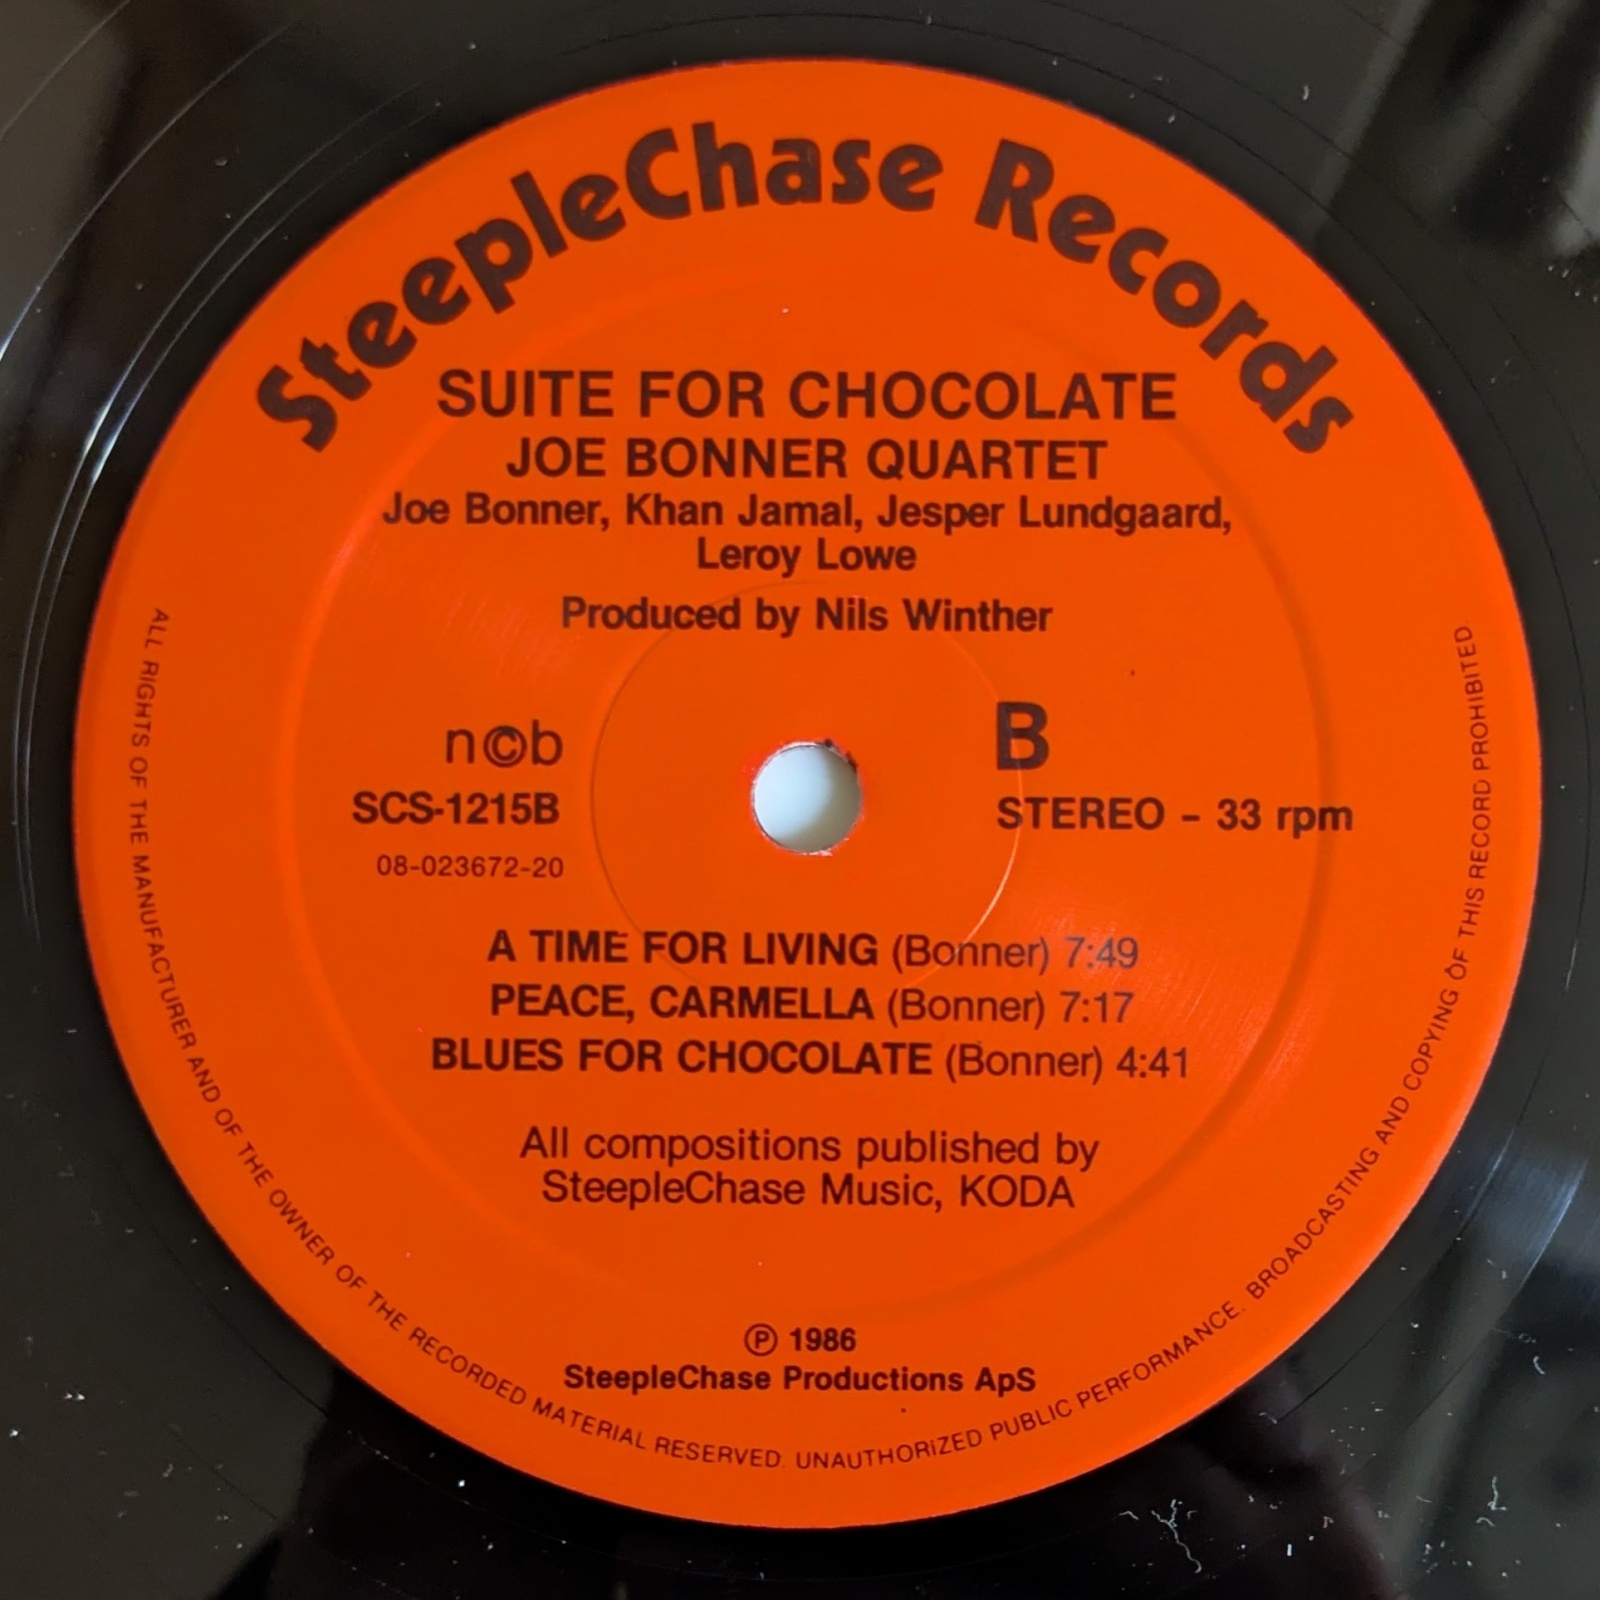 SteepleChase Records
SUITE FOR CHOCOLATE
JOE BONNER QUARTET
Joe Bonner, Khan Jamal, Jesper Lundgaard,
Leroy Lowe
Produced by Nils Winther
n©b
SCS-1215B
08-023672-20
B
STEREO - 33 rpm
A TIME FOR LIVING (Bonner) 7:49
PEACE, CARMELLA (Bonner) 7:17
BLUES FOR CHOCOLATE (Bonner) 4:41
All compositions published by
SteepleChase Music, KODA
℗ 1986
SteepleChase Productions ApS
ALL RIGHTS OF THE MANUFACTURER AND OF THE OWNER OF THE RECORDED MATERIAL RESERVED. UNAUTHORIZED PUBLIC PERFORMANCE. BROADCASTING AND COPYING OF THIS RECORD PROHIBITED